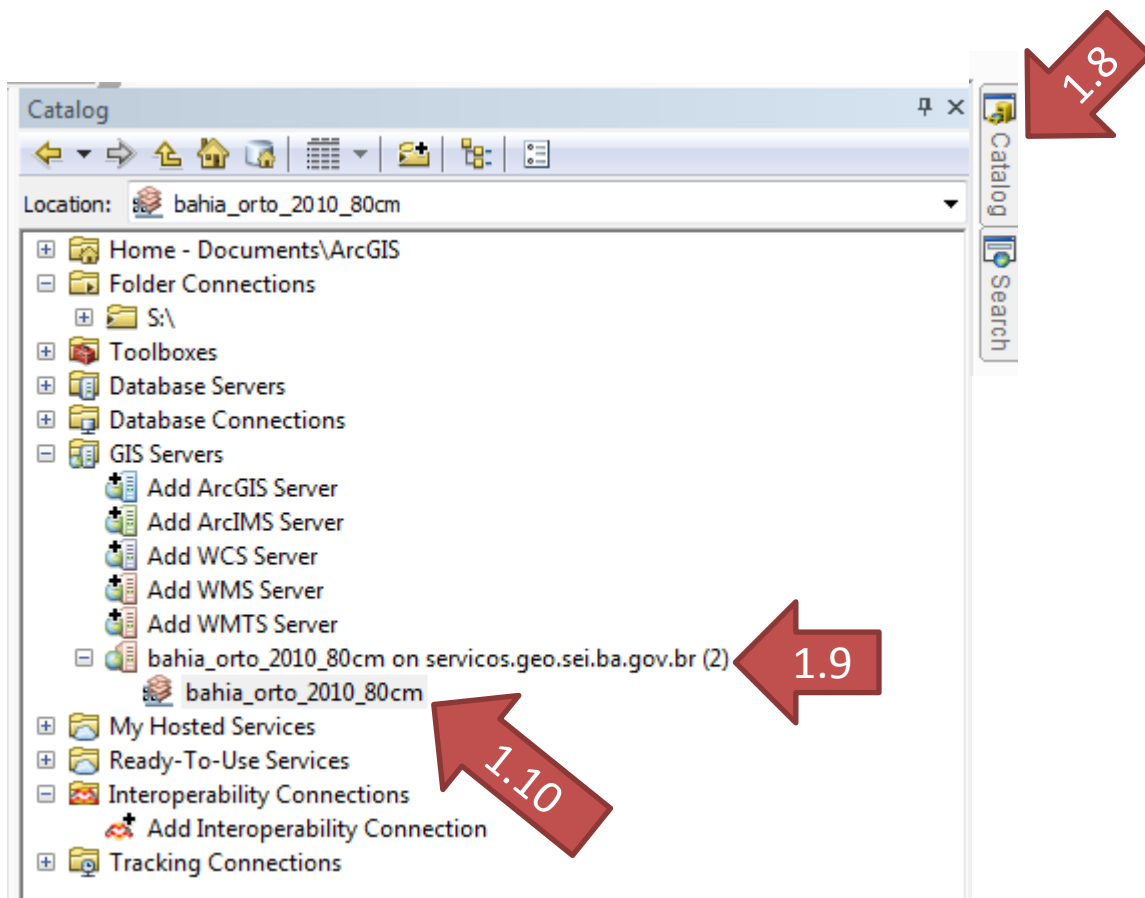 1.8
Catalog
Catalog
Search
Location: bahia_orto_2010_80cm
Home - Documents\ArcGIS
Folder Connections
S:\
Toolboxes
Database Servers
Database Connections
GIS Servers
Add ArcGIS Server
Add ArcIMS Server
Add WCS Server
Add WMS Server
Add WMTS Server
bahia_orto_2010_80cm on servicos.geo.sei.ba.gov.br (2)
1.9
bahia_orto_2010_80cm
1.10
My Hosted Services
Ready-To-Use Services
Interoperability Connections
Add Interoperability Connection
Tracking Connections